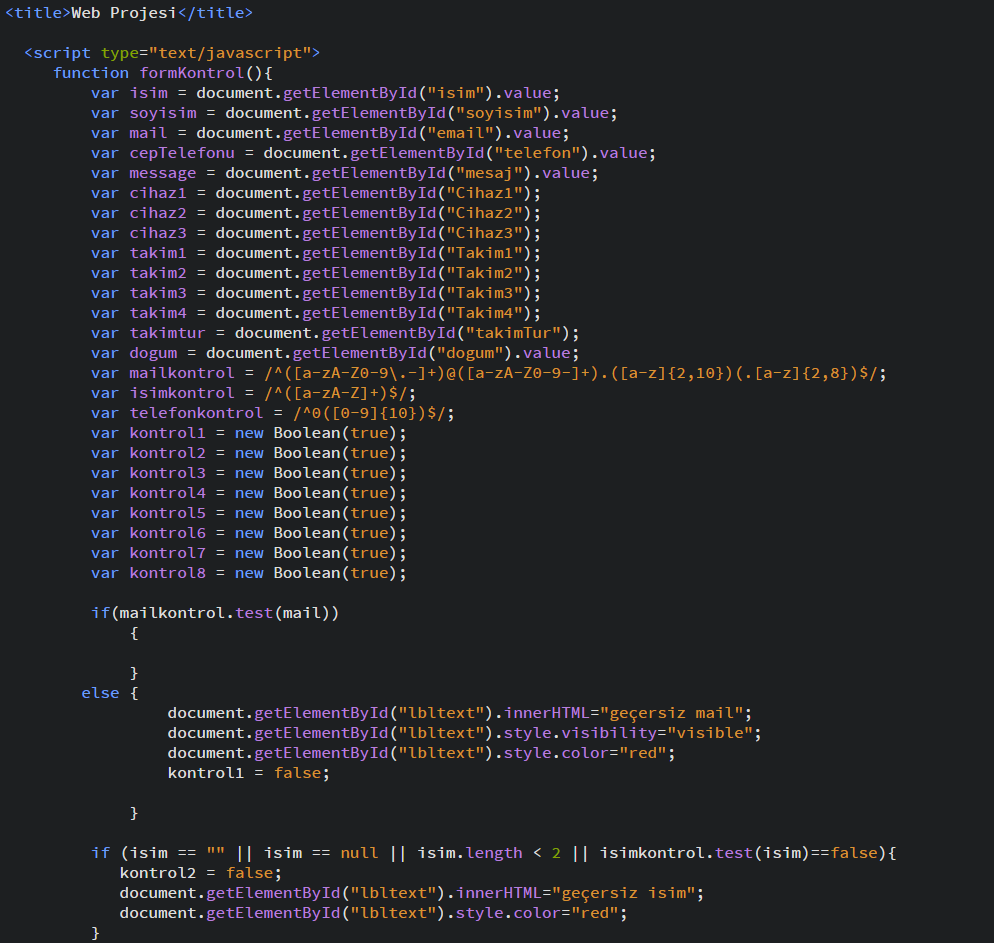 <title>Web Projesi</title>
<script type="text/javascript">
function formKontrol(){
var isim = document.getElementById("isim").value;
var soyisim = document.getElementById("soyisim").value;
var mail = document.getElementById("email").value;
var cepTelefonu = document.getElementById("telefon").value;
var message = document.getElementById("mesaj").value;
var cihaz1 = document.getElementById("Cihaz1");
var cihaz2 = document.getElementById("Cihaz2");
var cihaz3 = document.getElementById("Cihaz3");
var takim1 = document.getElementById("Takim1");
var takim2 = document.getElementById("Takim2");
var takim3 = document.getElementById("Takim3");
var takim4 = document.getElementById("Takim4");
var takimtur = document.getElementById("takimTur");
var dogum = document.getElementById("dogum").value;
var mailkontrol = /^([a-zA-Z0-9\.-]+)@([a-zA-Z0-9-]+).([a-z]{2,10})(.[a-z]{2,8})$/;
var isimkontrol = /^([a-zA-Z]+)$/;
var telefonkontrol = /^0([0-9]{10})$/;
var kontrol1 = new Boolean(true);
var kontrol2 = new Boolean(true);
var kontrol3 = new Boolean(true);
var kontrol4 = new Boolean(true);
var kontrol5 = new Boolean(true);
var kontrol6 = new Boolean(true);
var kontrol7 = new Boolean(true);
var kontrol8 = new Boolean(true);
if(mailkontrol.test(mail))
{
}
else {
document.getElementById("lbltext").innerHTML="geçersiz mail";
document.getElementById("lbltext").style.visibility="visible";
document.getElementById("lbltext").style.color="red";
kontrol1 = false;
}
if (isim == "" || isim == null || isim.length < 2 || isimkontrol.test(isim)==false){
kontrol2 = false;
document.getElementById("lbltext").innerHTML="geçersiz isim";
document.getElementById("lbltext").style.color="red";
}